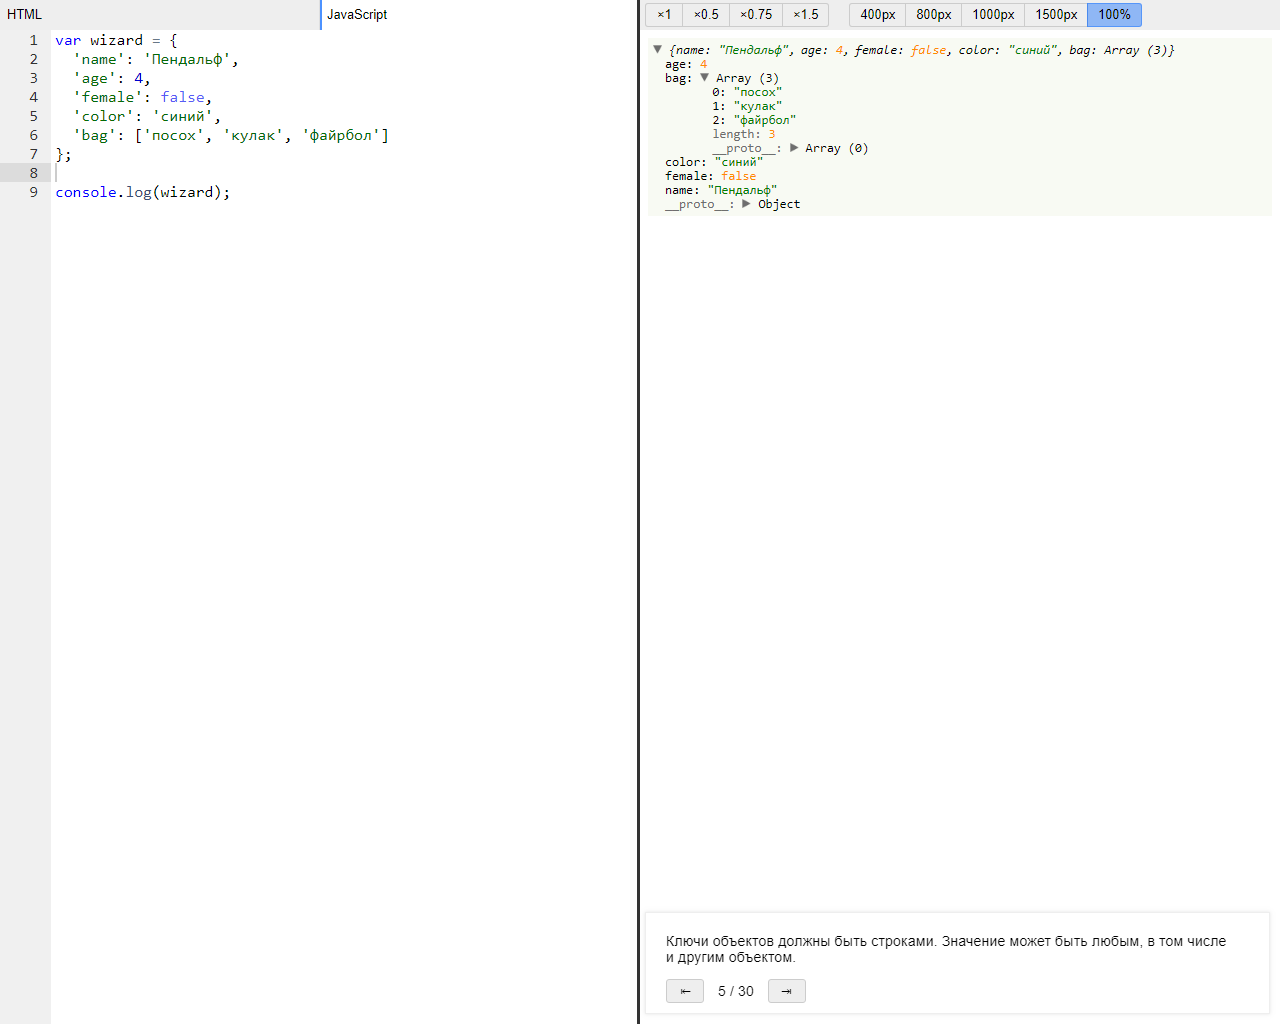 HTML
JavaScript
1 var wizard = {
2 'name': 'Пендальф',
3 'age': 4,
4 'female': false,
5 'color': 'синий',
6 'bag': ['посох', 'кулак', 'файрбол']
7 };
8
9 console.log(wizard);
×1 ×0.5 ×0.75 ×1.5 400px 800px 1000px 1500px 100%
▼ {name: "Пендальф", age: 4, female: false, color: "синий", bag: Array (3)}
age: 4
bag: ▼ Array (3)
0: "посох"
1: "кулак"
2: "файрбол"
length: 3
__proto__: ▶ Array (0)
color: "синий"
female: false
name: "Пендальф"
__proto__: ▶ Object
Ключи объектов должны быть строками. Значение может быть любым, в том числе
и другим объектом.
⇤ 5 / 30 ⇥